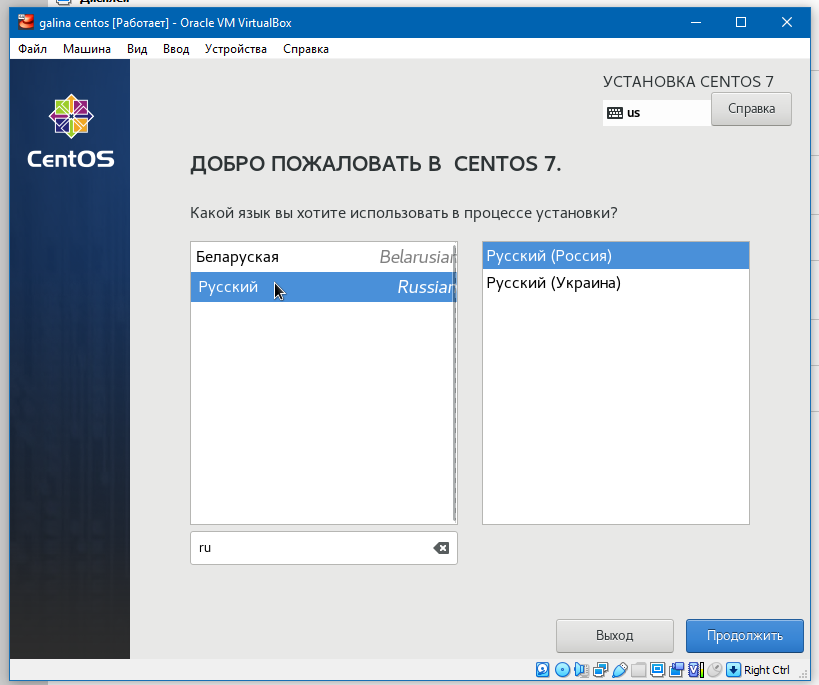 galina centos [Работает] - Oracle VM VirtualBox
Файл Машина Вид Ввод Устройства Справка
УСТАНОВКА CENTOS 7
us
Справка
CentOS
ДОБРО ПОЖАЛОВАТЬ В CENTOS 7.
Какой язык вы хотите использовать в процессе установки?
Беларуская Belarusian
Русский Russian
Русский (Россия)
Русский (Украина)
ru
Выход
Продолжить
Right Ctrl